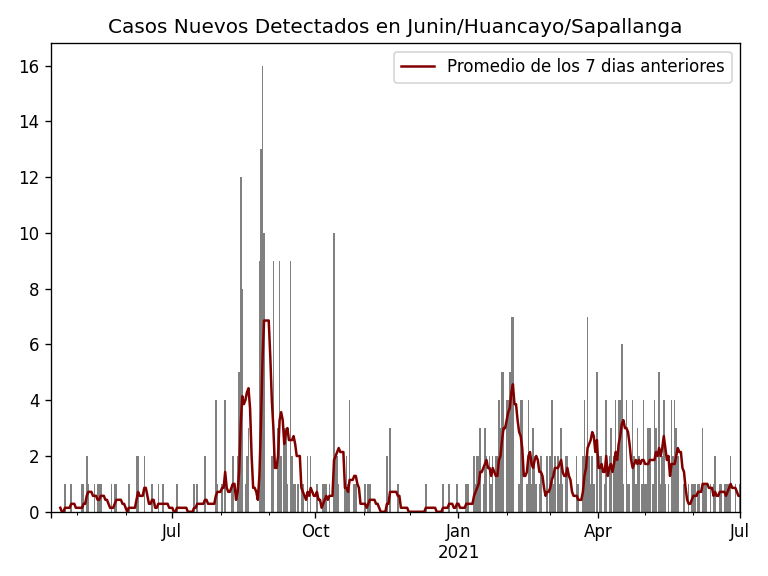 Casos Nuevos Detectados en Junin/Huancayo/Sapallanga
Promedio de los 7 dias anteriores
16
14
12
10
8
6
4
2
0
Jul
Oct
Jan
2021
Apr
Jul